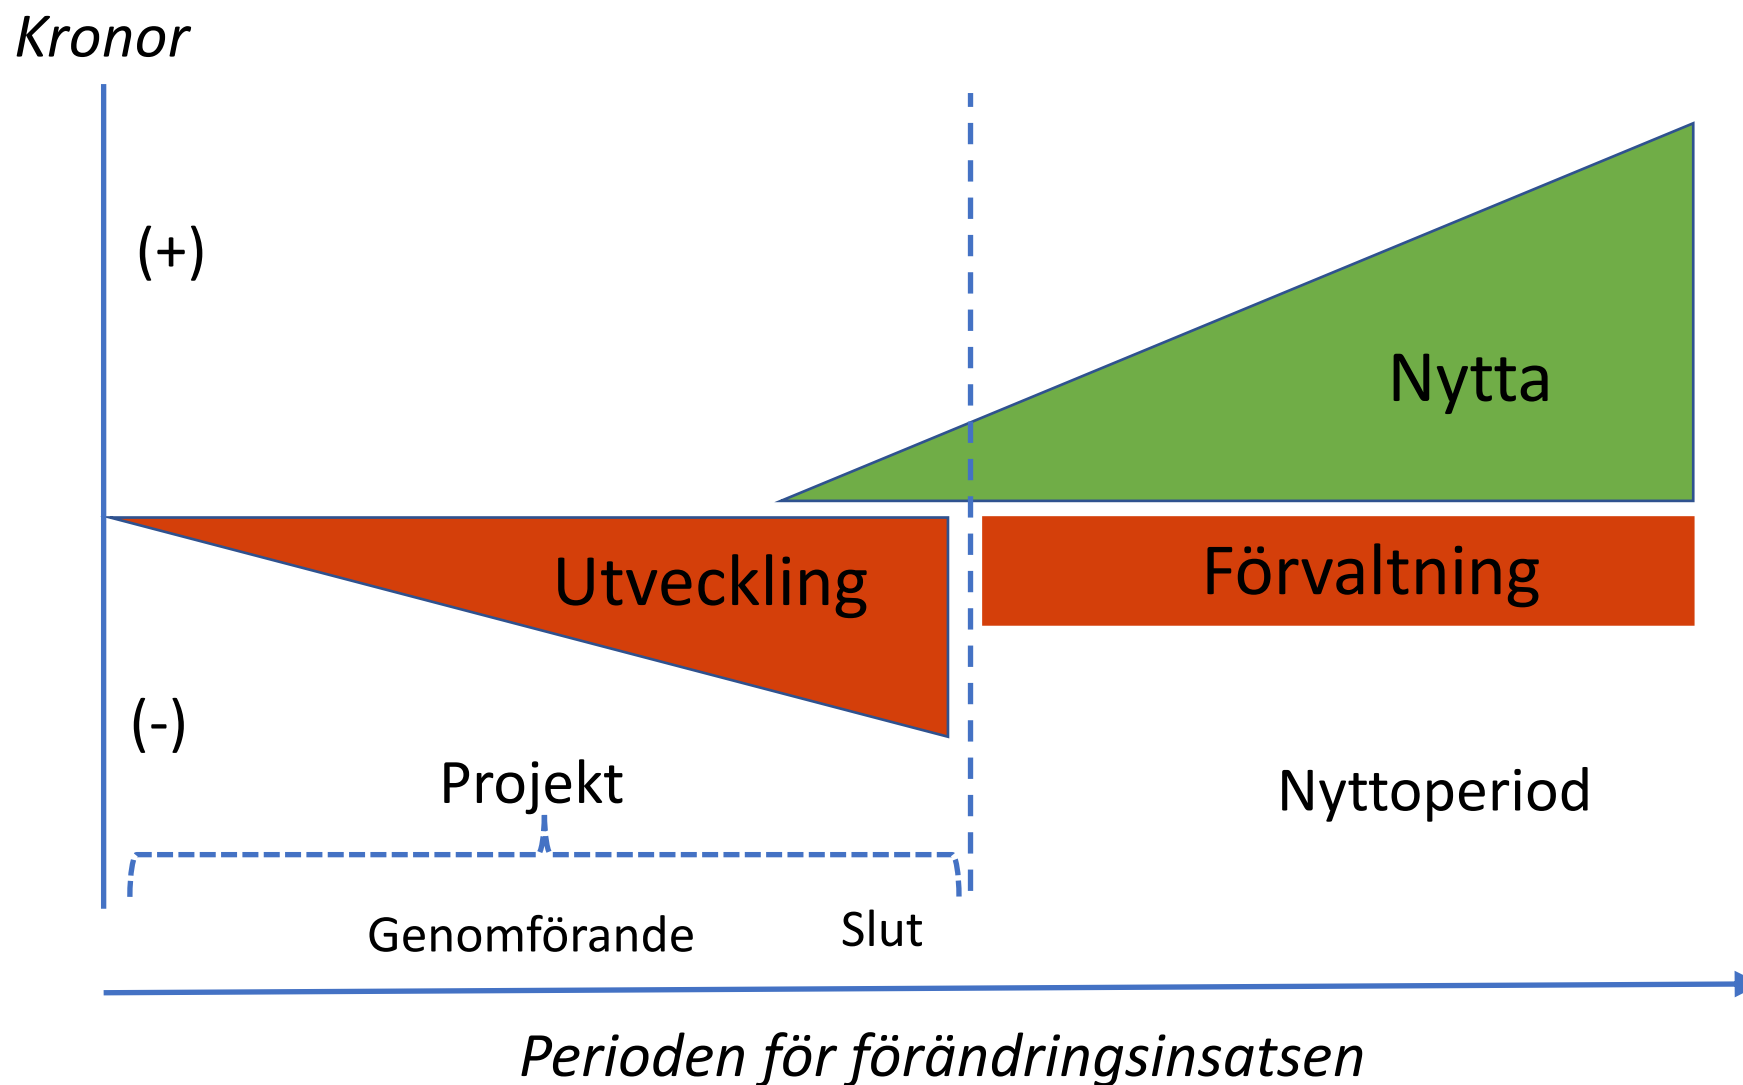 Kronor
(+)
Nytta
Utveckling
Förvaltning
(-)
Projekt
Nyttoperiod
Genomförande
Slut
Perioden för förändringsinsatsen